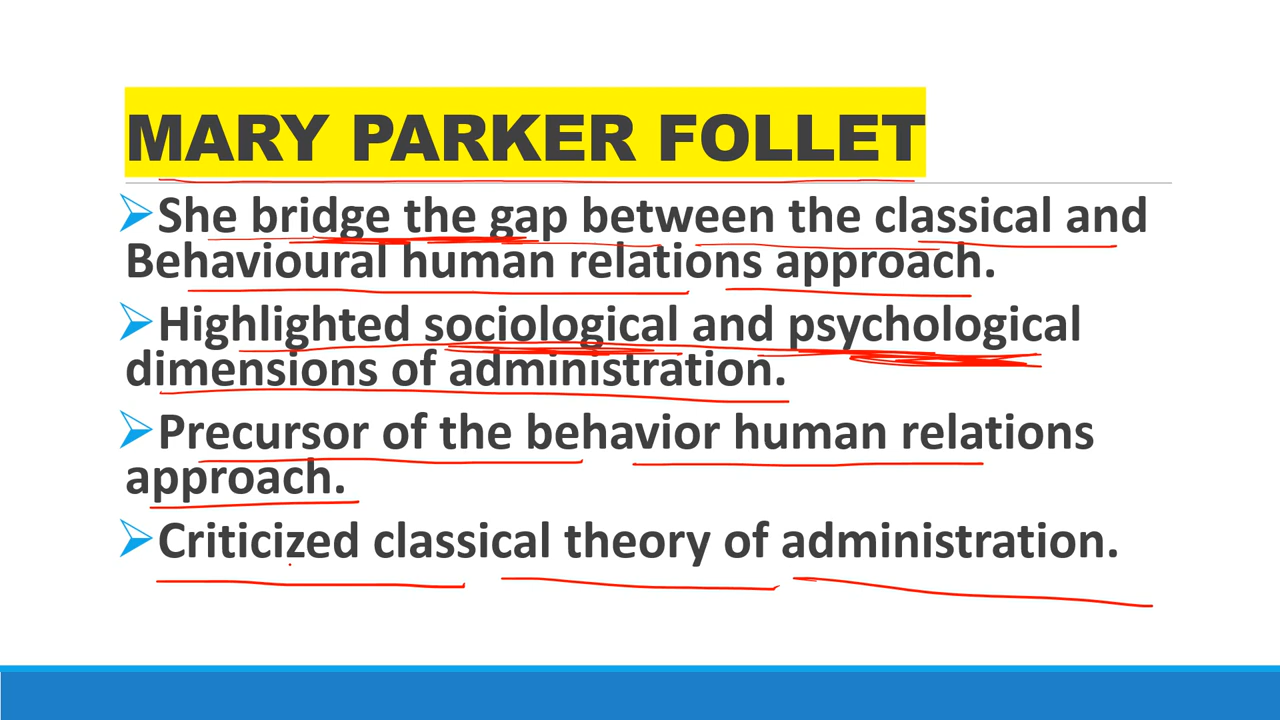 MARY PARKER FOLLET
➢She bridge the gap between the classical and
Behavioural human relations approach.
➢Highlighted sociological and psychological
dimensions of administration.
➢Precursor of the behavior human relations
approach.
➢Criticized classical theory of administration.